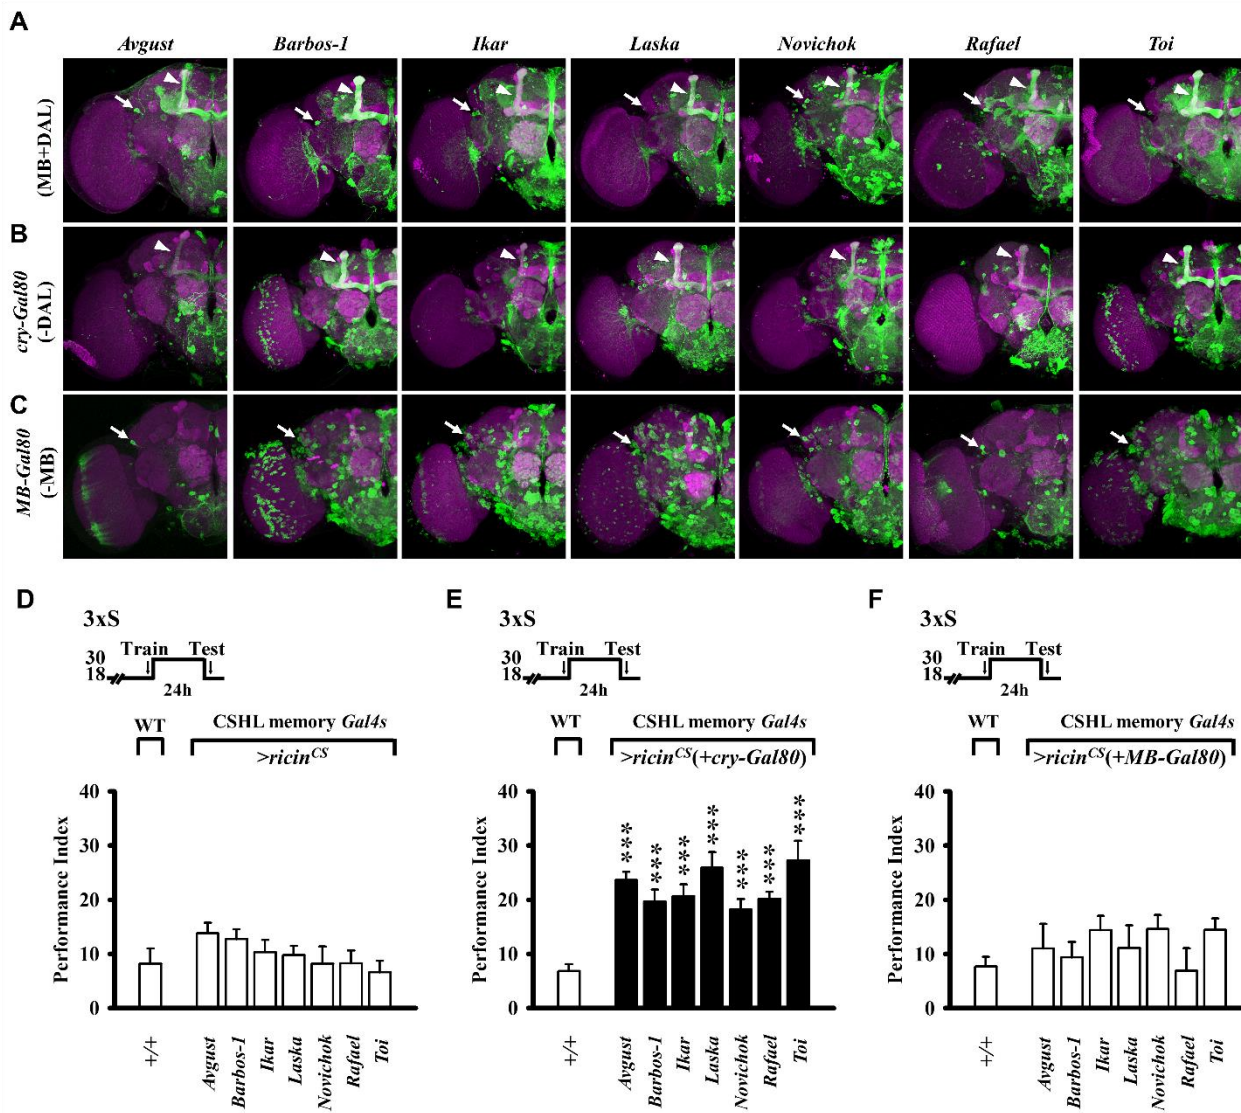 A
Avgust Barbos-1 Ikar Laska Novichok Rafael Toi
(MB+DAL)
B
cry-Gal80
(-DAL)
C
MB-Gal80
(-MB)
D
3xS
Train Test
30
18
24h
WT CSHL memory Gal4s
>ricinCS
Performance Index
40
30
20
10
0
+/+ Avgust Barbos-1 Ikar Laska Novichok Rafael Toi
E
3xS
Train Test
30
18
24h
WT CSHL memory Gal4s
>ricinCS(+cry-Gal80)
Performance Index
40
30
20
10
0
*** *** *** *** *** *** ***
+/+ Avgust Barbos-1 Ikar Laska Novichok Rafael Toi
F
3xS
Train Test
30
18
24h
WT CSHL memory Gal4s
>ricinCS(+MB-Gal80)
Performance Index
40
30
20
10
0
+/+ Avgust Barbos-1 Ikar Laska Novichok Rafael Toi